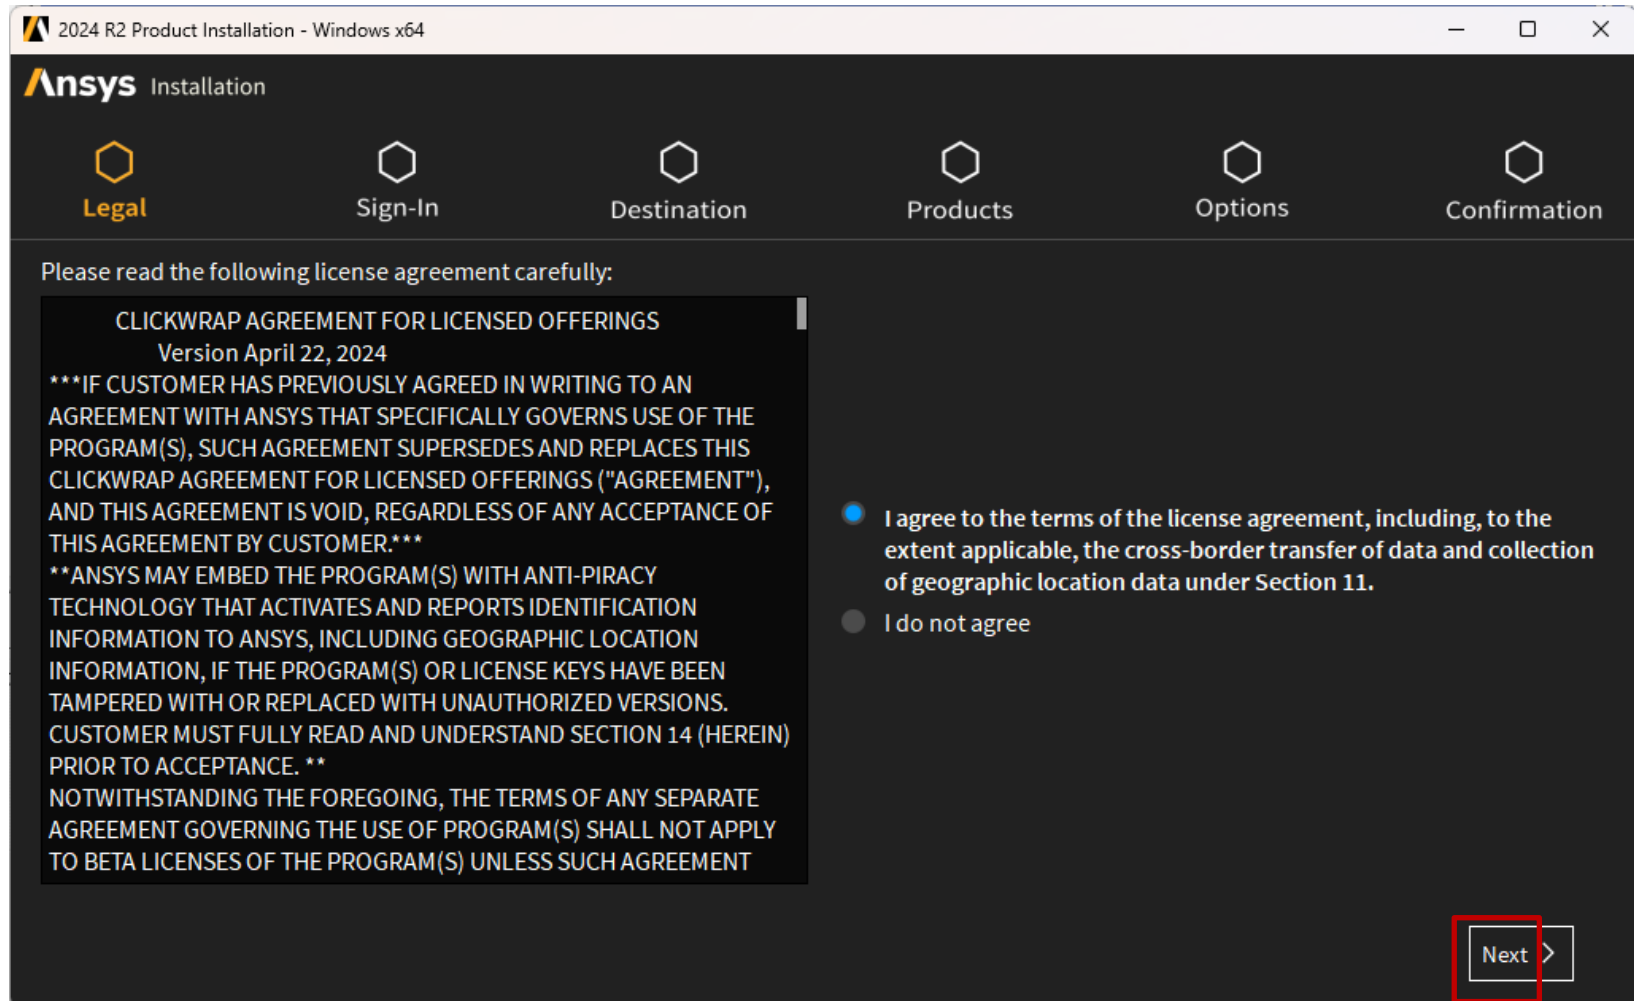 2024 R2 Product Installation - Windows x64
Ansys Installation
Legal
Sign-In
Destination
Products
Options
Confirmation
Please read the following license agreement carefully:
CLICKWRAP AGREEMENT FOR LICENSED OFFERINGS
Version April 22, 2024
***IF CUSTOMER HAS PREVIOUSLY AGREED IN WRITING TO AN
AGREEMENT WITH ANSYS THAT SPECIFICALLY GOVERNS USE OF THE
PROGRAM(S), SUCH AGREEMENT SUPERSEDES AND REPLACES THIS
CLICKWRAP AGREEMENT FOR LICENSED OFFERINGS ("AGREEMENT"),
AND THIS AGREEMENT IS VOID, REGARDLESS OF ANY ACCEPTANCE OF
THIS AGREEMENT BY CUSTOMER.***
**ANSYS MAY EMBED THE PROGRAM(S) WITH ANTI-PIRACY
TECHNOLOGY THAT ACTIVATES AND REPORTS IDENTIFICATION
INFORMATION TO ANSYS, INCLUDING GEOGRAPHIC LOCATION
INFORMATION, IF THE PROGRAM(S) OR LICENSE KEYS HAVE BEEN
TAMPERED WITH OR REPLACED WITH UNAUTHORIZED VERSIONS.
CUSTOMER MUST FULLY READ AND UNDERSTAND SECTION 14 (HEREIN)
PRIOR TO ACCEPTANCE. **
NOTWITHSTANDING THE FOREGOING, THE TERMS OF ANY SEPARATE
AGREEMENT GOVERNING THE USE OF PROGRAM(S) SHALL NOT APPLY
TO BETA LICENSES OF THE PROGRAM(S) UNLESS SUCH AGREEMENT
I agree to the terms of the license agreement, including, to the
extent applicable, the cross-border transfer of data and collection
of geographic location data under Section 11.
I do not agree
Next